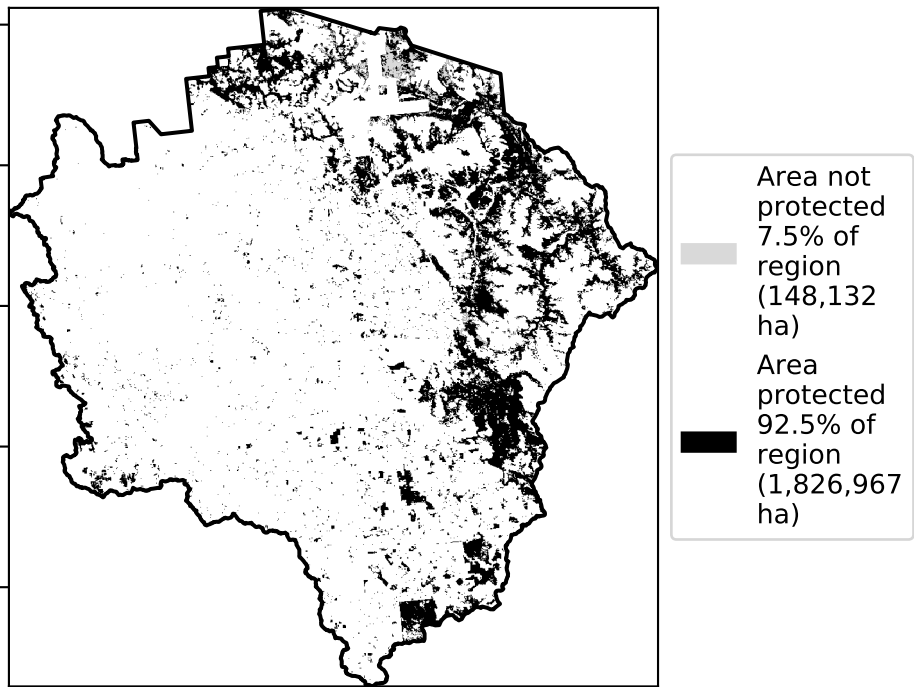 Area not
protected
7.5% of
region
(148,132
ha)
Area
protected
92.5% of
region
(1,826,967
ha)